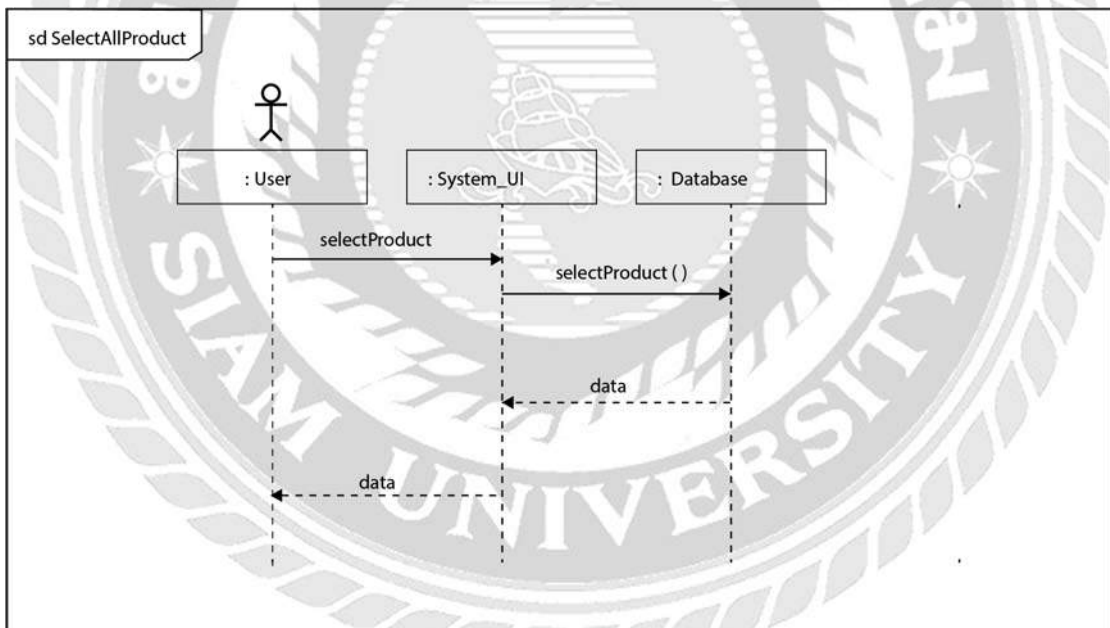 sd SelectAllProduct
: User
: System_UI
: Database
selectProduct
selectProduct ( )
data
data
SIAM UNIVERSITY